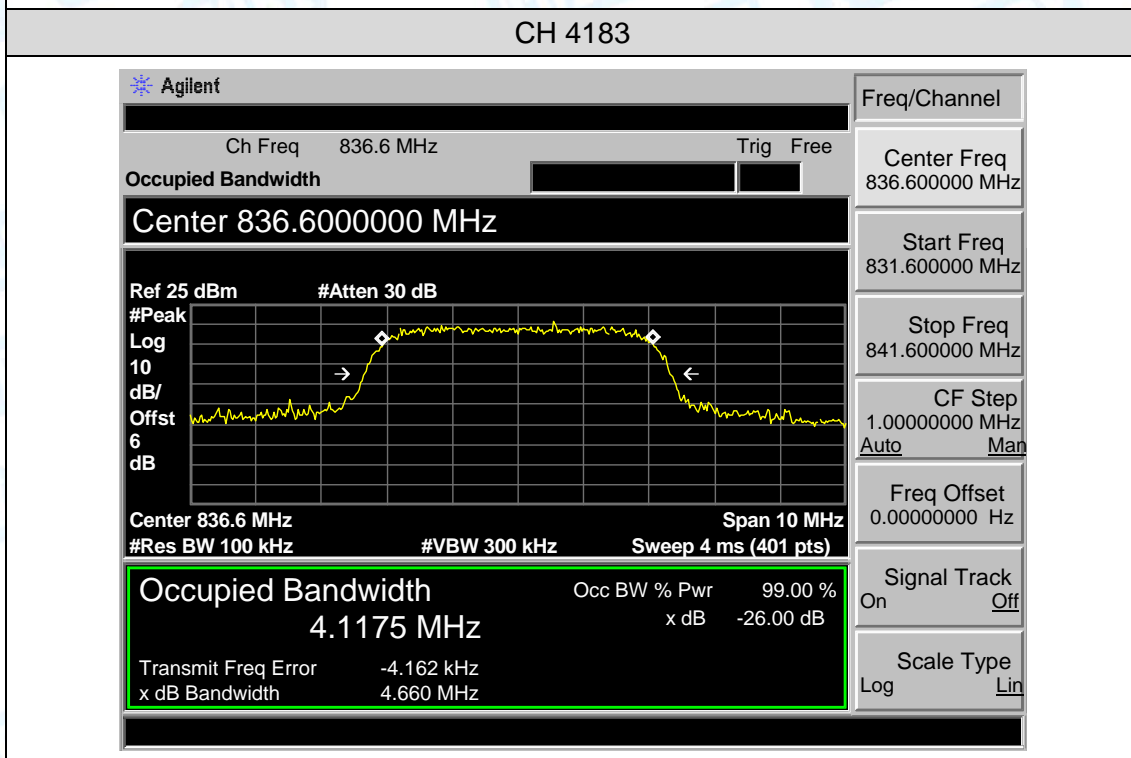 CH 4183
Agilent
Freq/Channel
Ch Freq 836.6 MHz Trig Free
Occupied Bandwidth
Center 836.6000000 MHz
Ref 25 dBm #Atten 30 dB
#Peak
Log
10
dB/
Offst
6
dB
Center 836.6 MHz Span 10 MHz
#Res BW 100 kHz #VBW 300 kHz Sweep 4 ms (401 pts)
Occupied Bandwidth Occ BW % Pwr 99.00 %
4.1175 MHz x dB -26.00 dB
Transmit Freq Error -4.162 kHz
x dB Bandwidth 4.660 MHz
Center Freq
836.600000 MHz
Start Freq
831.600000 MHz
Stop Freq
841.600000 MHz
CF Step
1.00000000 MHz
Auto Man
Freq Offset
0.00000000 Hz
Signal Track
On Off
Scale Type
Log Lin